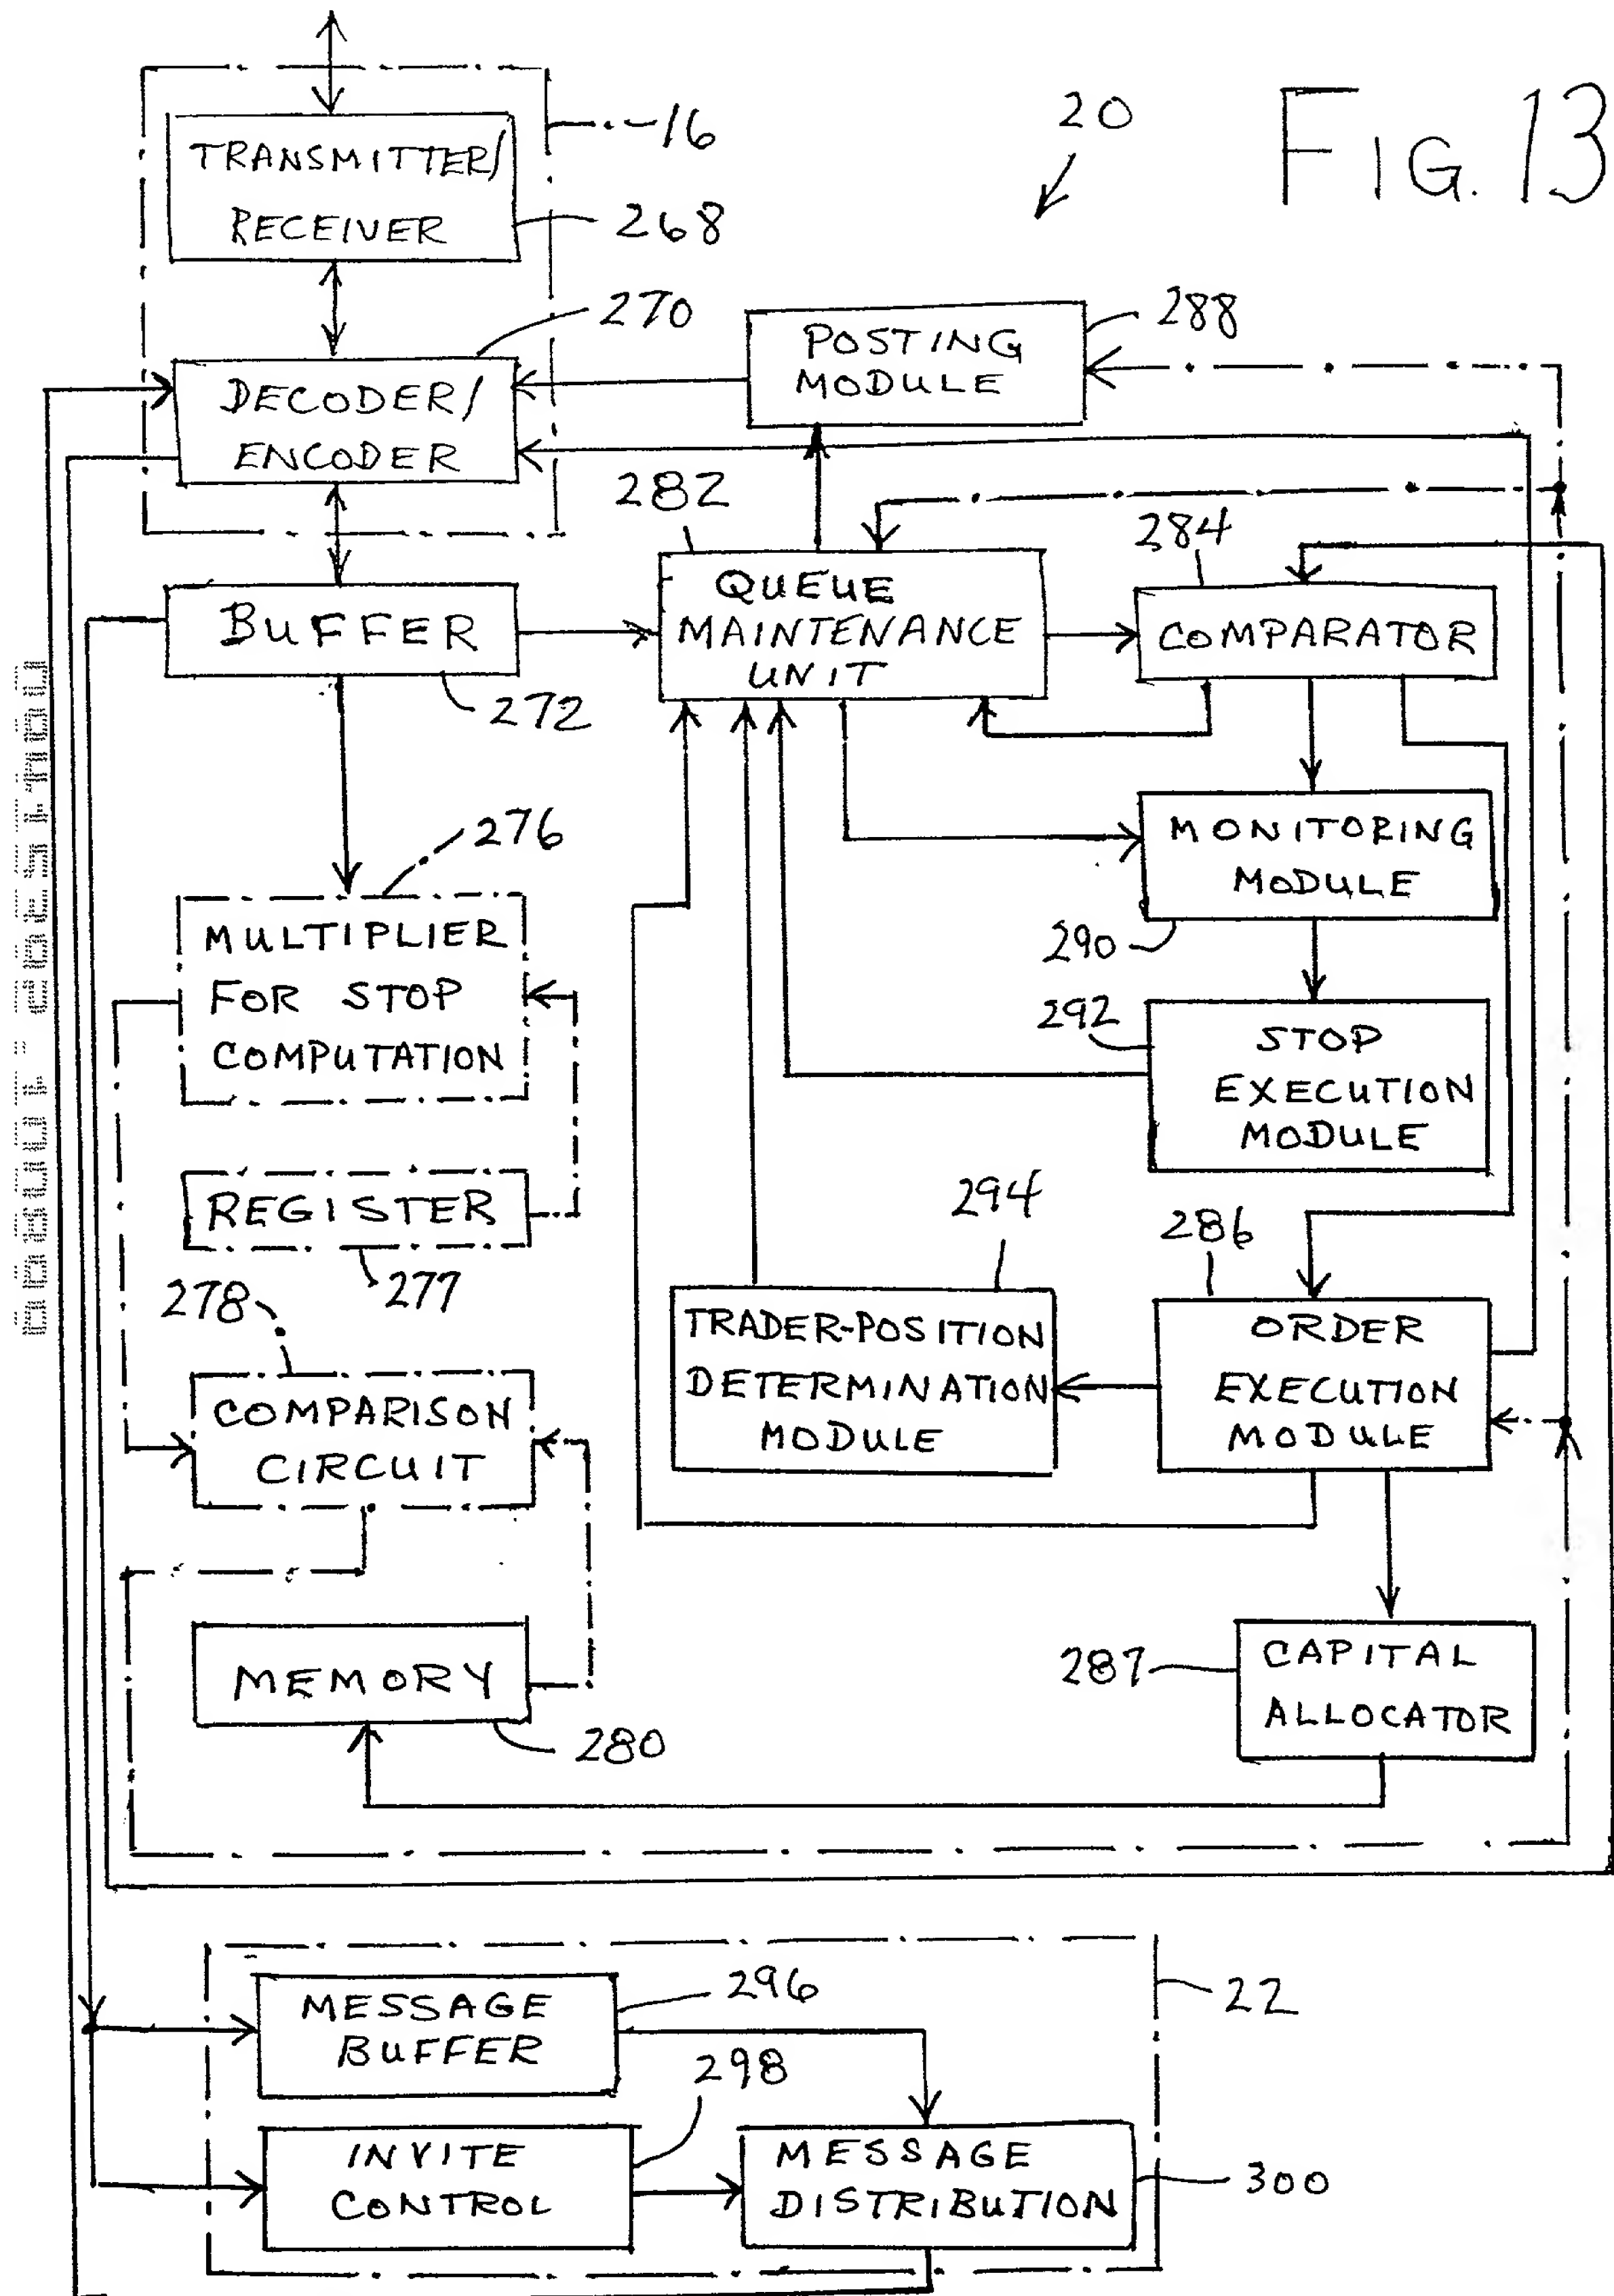 FIG. 13
20
16
TRANSMITTER/
RECEIVER
268
270
DECODER/
ENCODER
POSTING
MODULE
288
282
284
BUFFER
272
QUEUE
MAINTENANCE
UNIT
COMPARATOR
276
MULTIPLIER
FOR STOP
COMPUTATION
MONITORING
MODULE
290
292
STOP
EXECUTION
MODULE
REGISTER
277
278
294
286
COMPARISON
CIRCUIT
TRADER-POSITION
DETERMINATION
MODULE
ORDER
EXECUTION
MODULE
MEMORY
280
287
CAPITAL
ALLOCATOR
MESSAGE
BUFFER
296
22
298
INVITE
CONTROL
MESSAGE
DISTRIBUTION
300